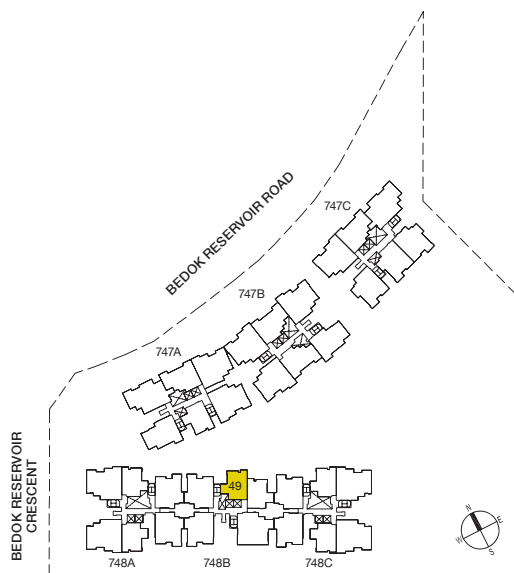 747C
BEDOK RESERVOIR ROAD
747B
747A
BEDOK RESERVOIR
CRESCENT
49
N
E
W
S
748A
748B
748C